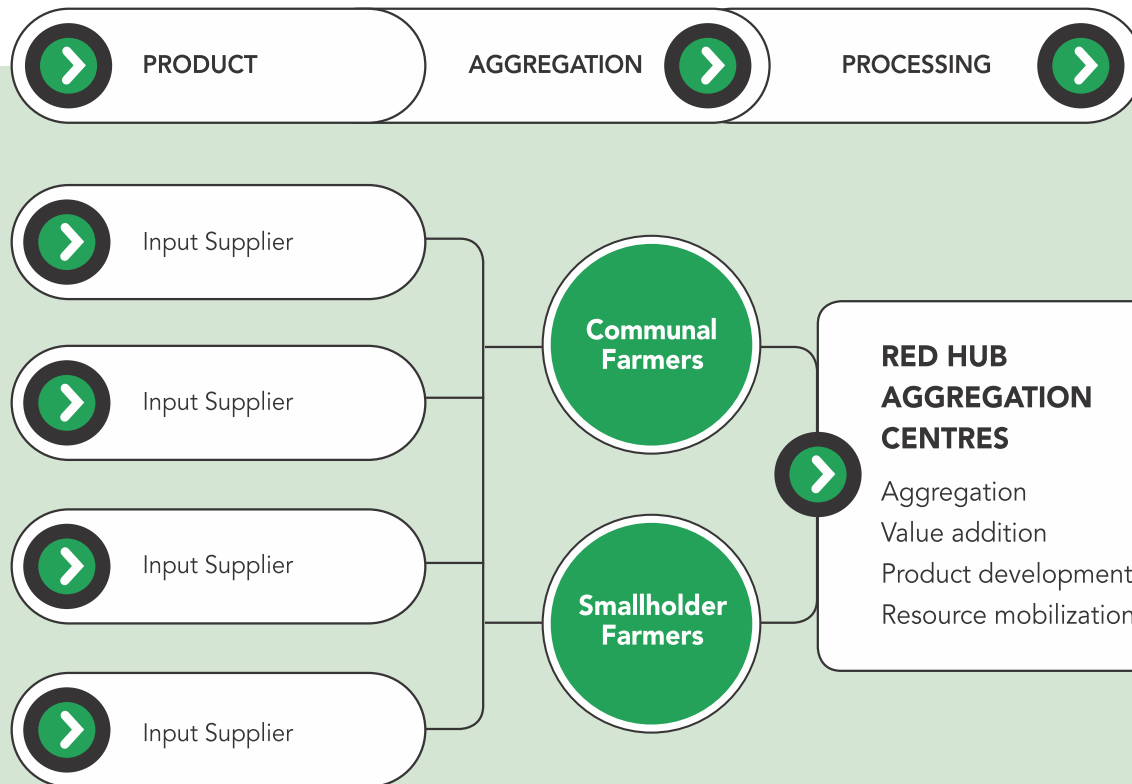 PRODUCT
AGGREGATION
PROCESSING
Input Supplier
Input Supplier
Input Supplier
Input Supplier
Communal
Farmers
Smallholder
Farmers
RED HUB
AGGREGATION
CENTRES
Aggregation
Value addition
Product development
Resource mobilization